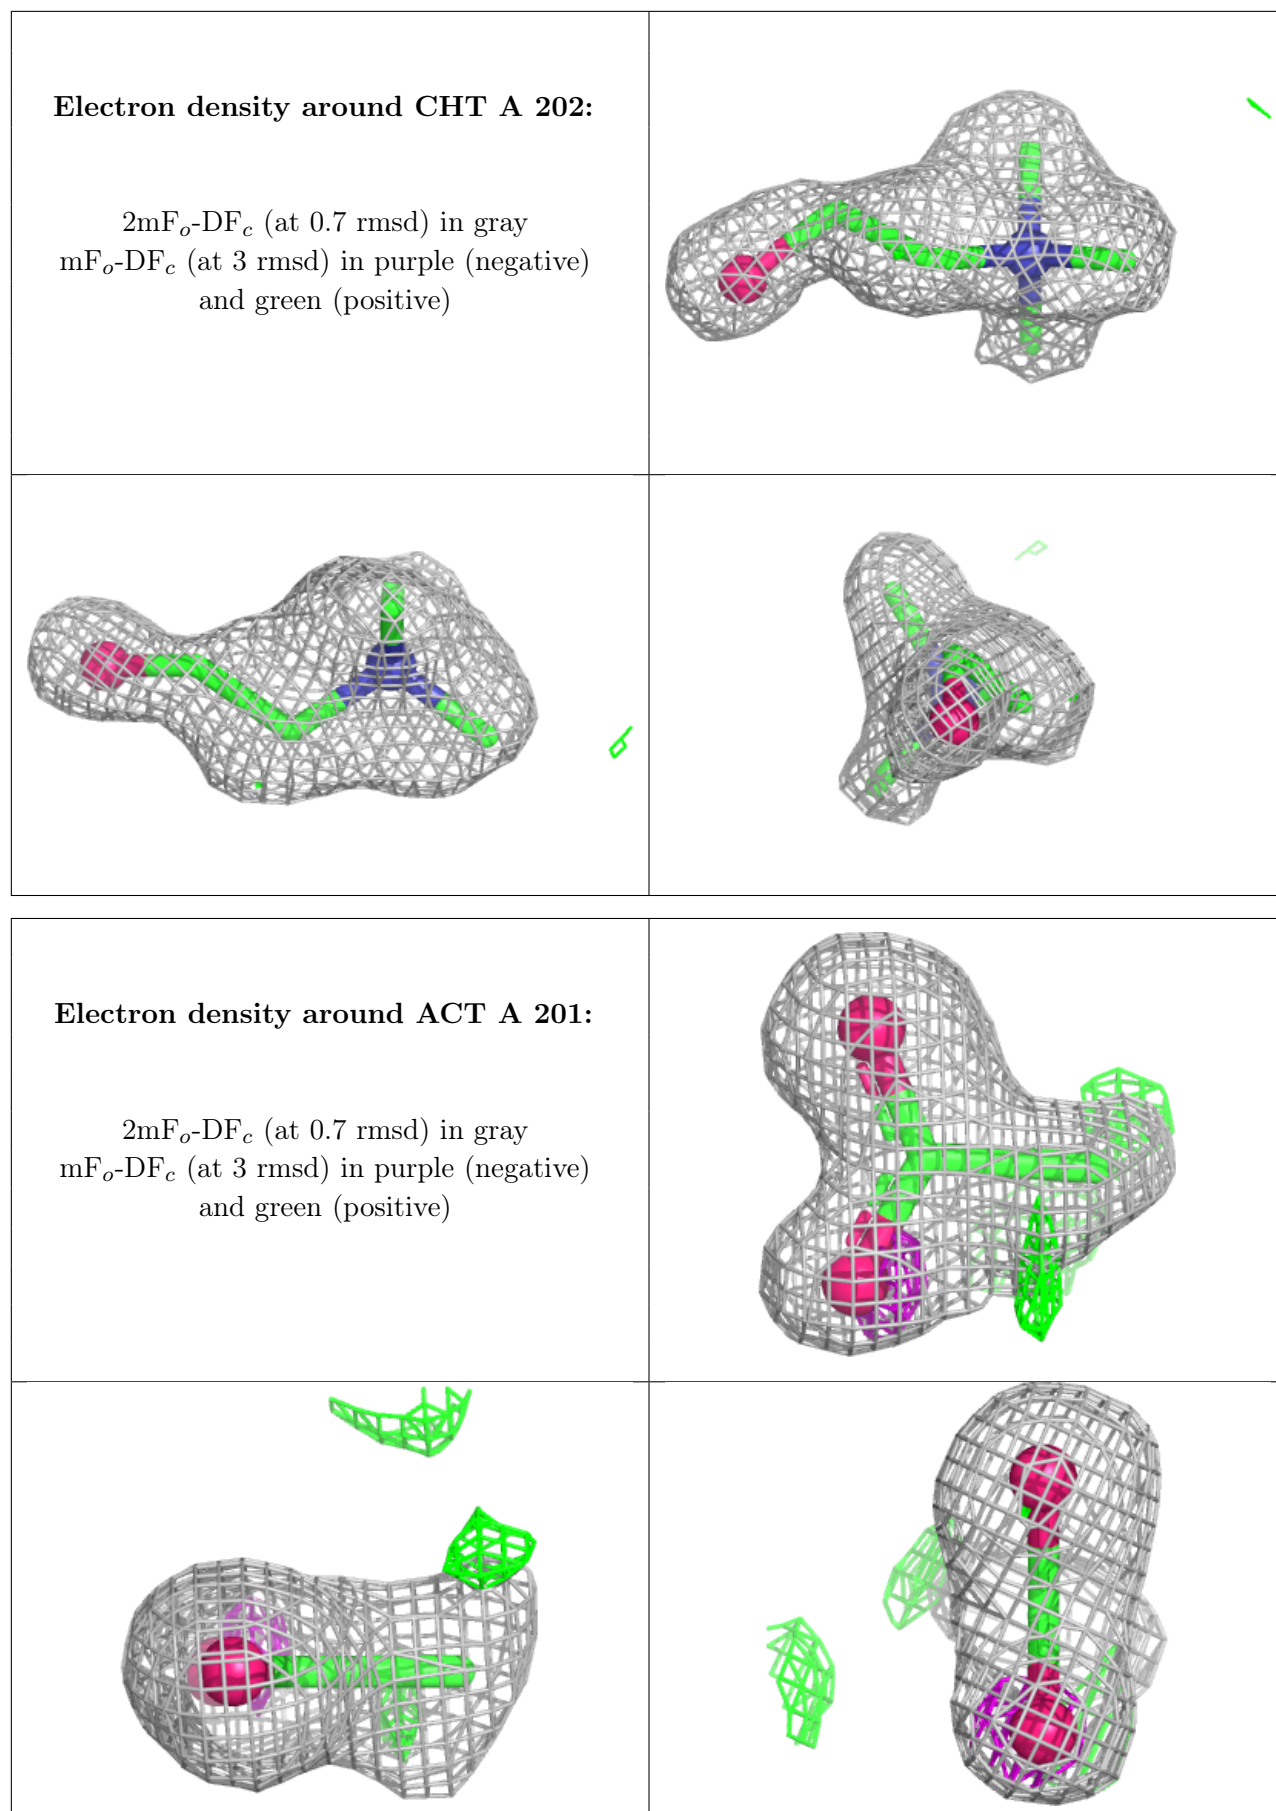 Electron density around CHT A 202:
2mFo-DFc (at 0.7 rmsd) in gray
mFo-DFc (at 3 rmsd) in purple (negative)
and green (positive)
Electron density around ACT A 201:
2mFo-DFc (at 0.7 rmsd) in gray
mFo-DFc (at 3 rmsd) in purple (negative)
and green (positive)